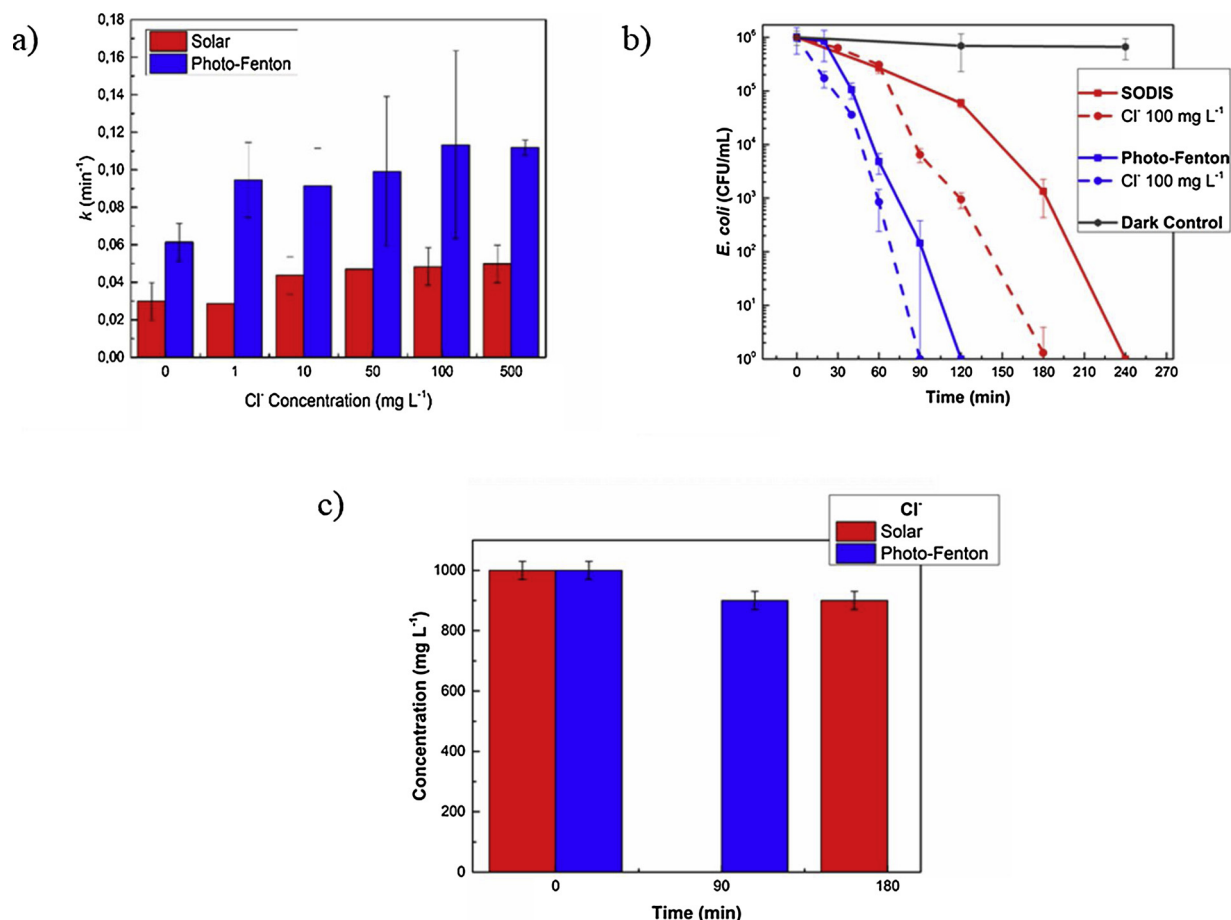 a)
0,18
0,16
0,14
0,12
0,10
0,08
0,06
0,04
0,02
0,00
k (min⁻¹)
Solar
Photo-Fenton
0 1 10 50 100 500
Cl⁻ Concentration (mg L⁻¹)
b)
10⁶
10⁵
10⁴
10³
10²
10¹
10⁰
E. coli (CFU/mL)
SODIS
Cl⁻ 100 mg L⁻¹
Photo-Fenton
Cl⁻ 100 mg L⁻¹
Dark Control
0 30 60 90 120 150 180 210 240 270
Time (min)
c)
Cl⁻
Solar
Photo-Fenton
1000
800
600
400
200
0
Concentration (mg L⁻¹)
0 90 180
Time (min)